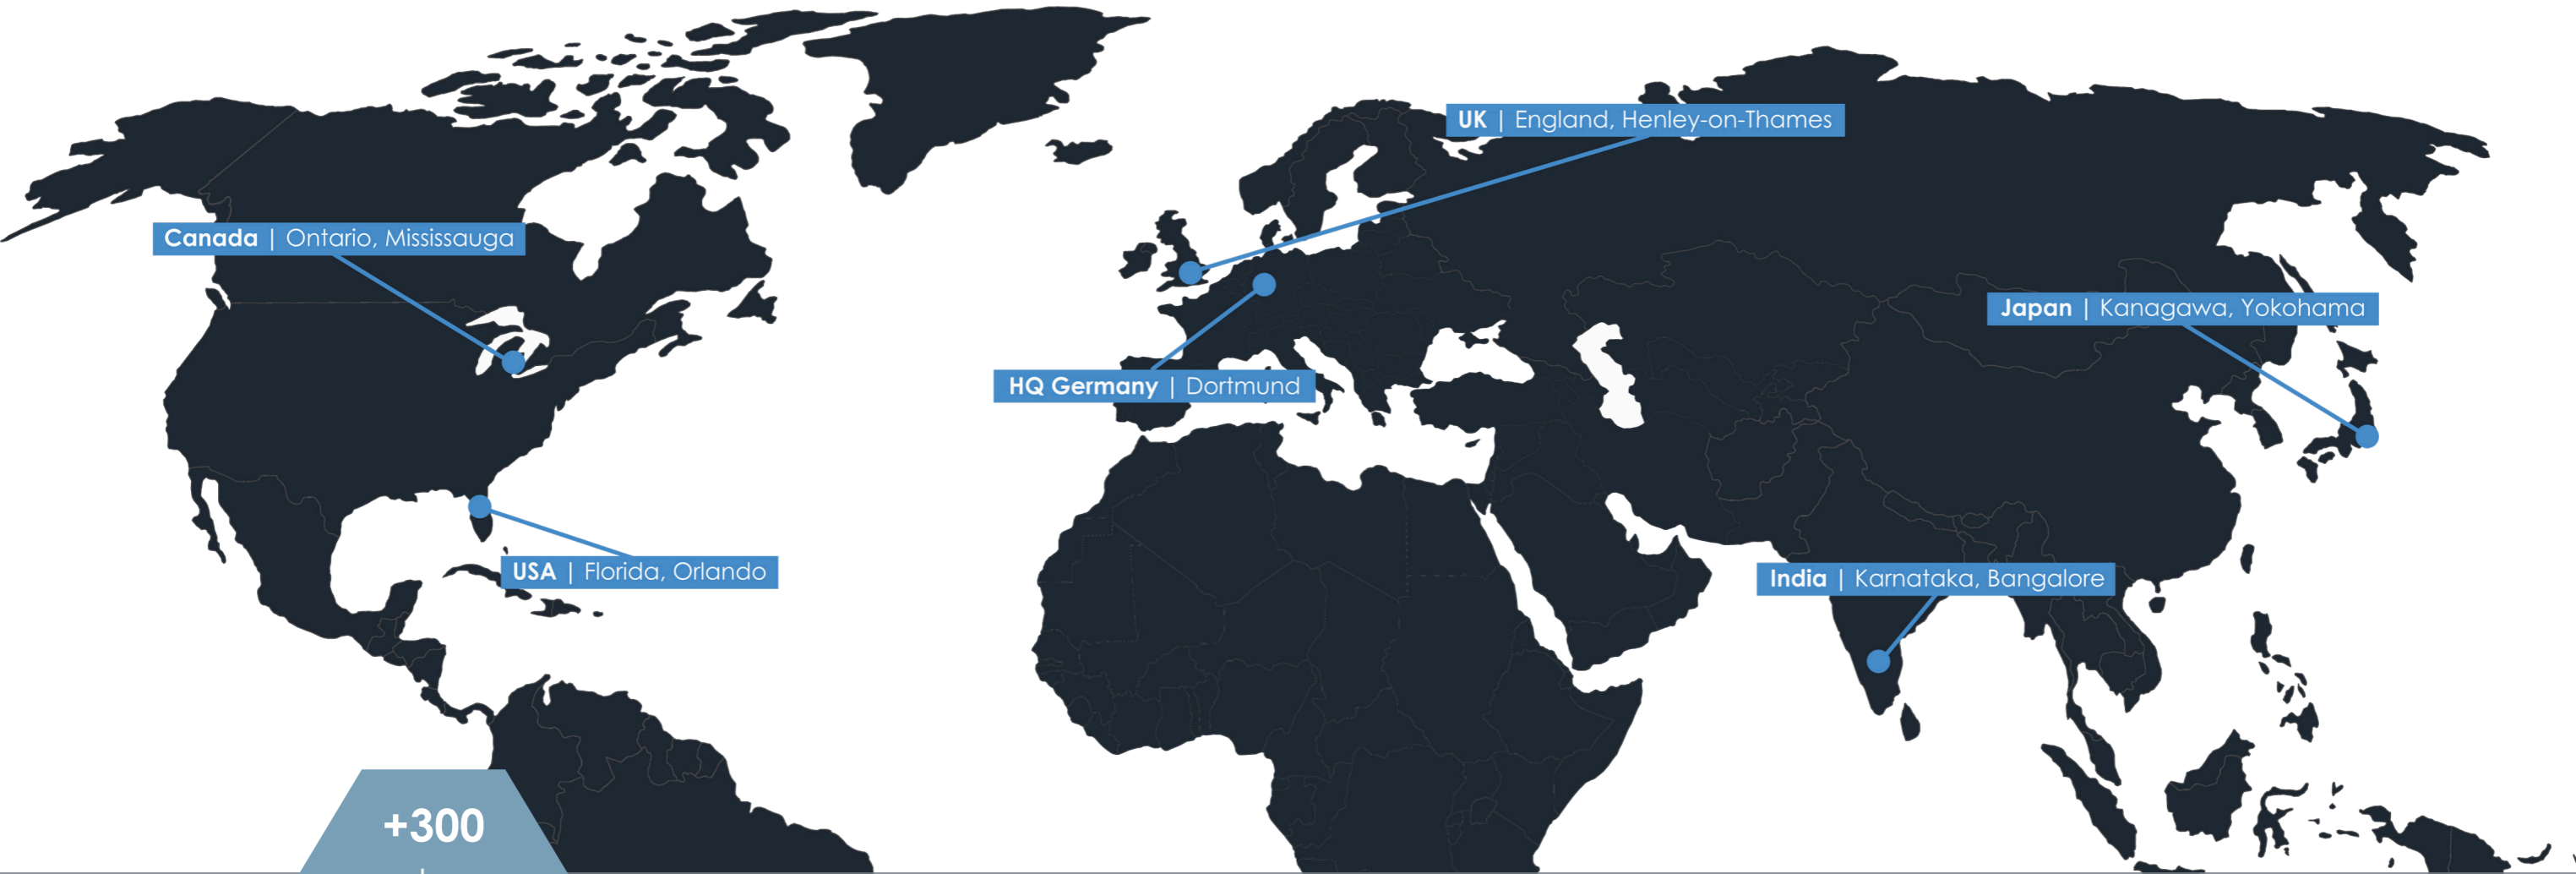 UK | England, Henley-on-Thames
Canada | Ontario, Mississauga
Japan | Kanagawa, Yokohama
HQ Germany | Dortmund
USA | Florida, Orlando
India | Karnataka, Bangalore
+300